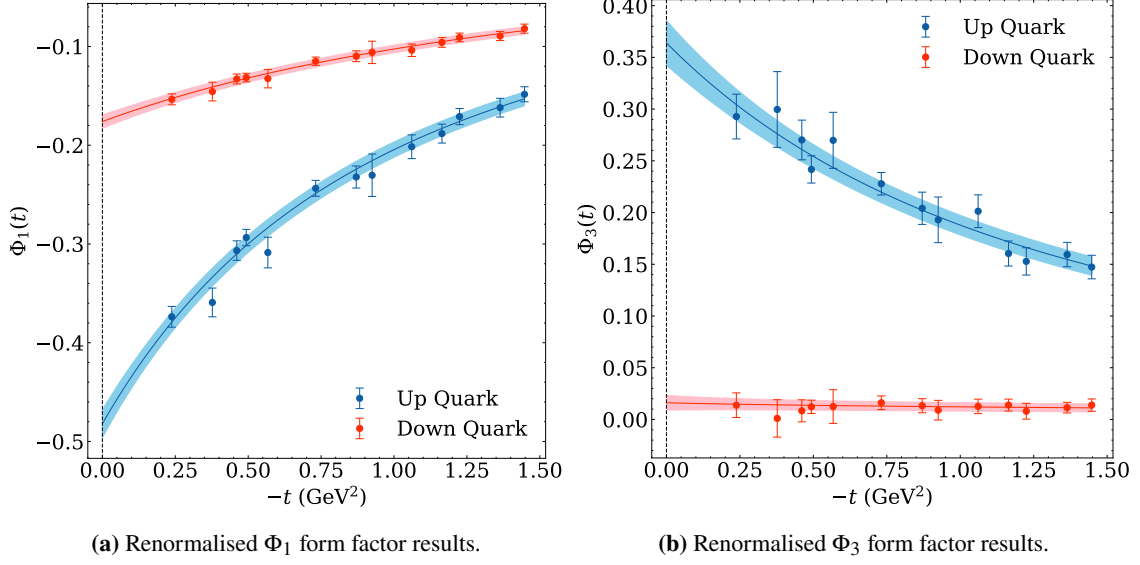 −0.1
−0.2
−0.3
−0.4
−0.5
Φ₁(t)
Up Quark
Down Quark
0.00 0.25 0.50 0.75 1.00 1.25 1.50
−t (GeV²)
(a) Renormalised Φ₁ form factor results.
0.40
0.35
0.30
0.25
0.20
0.15
0.10
0.05
0.00
Φ₃(t)
Up Quark
Down Quark
0.00 0.25 0.50 0.75 1.00 1.25 1.50
−t (GeV²)
(b) Renormalised Φ₃ form factor results.